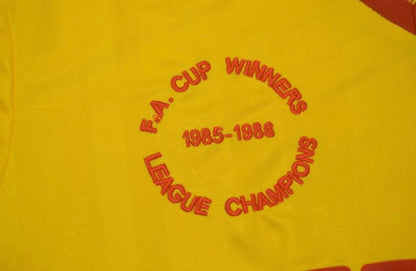 F.A. CUP WINNERS
1985-1986
LEAGUE CHAMPIONS